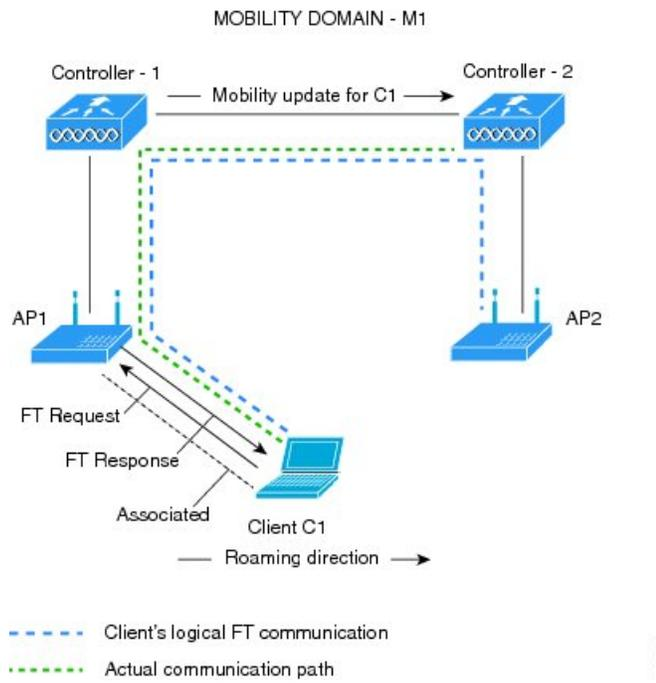 MOBILITY DOMAIN - M1
Controller - 1
Controller - 2
Mobility update for C1
AP1
AP2
FT Request
FT Response
Associated
Client C1
Roaming direction
Client's logical FT communication
Actual communication path